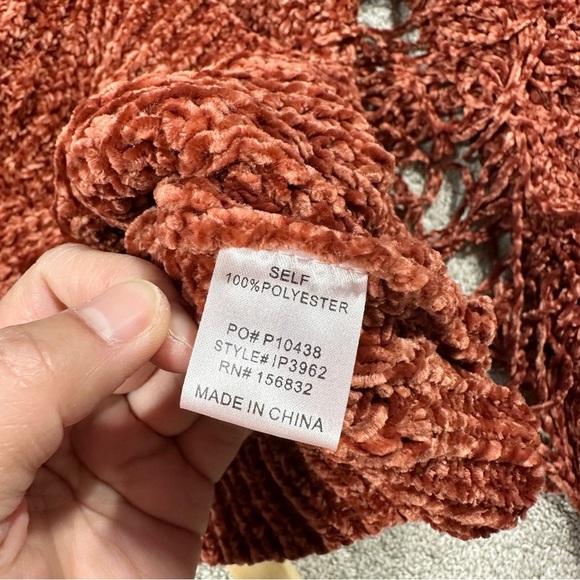 SELF
100%POLYESTER
PO# P10438
STYLE# IP3962
RN# 156832
MADE IN CHINA